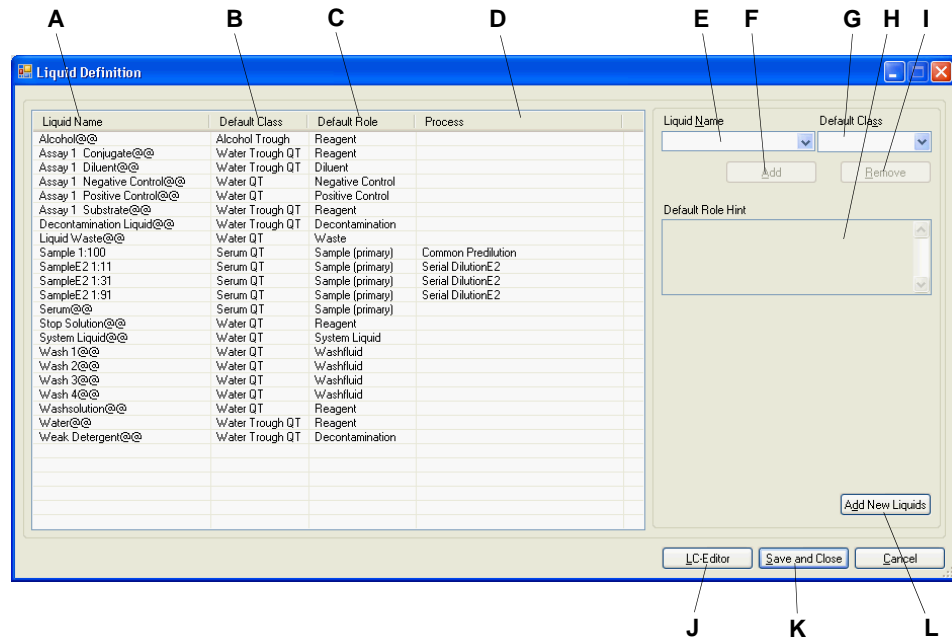 A B C D E F G H I
Liquid Definition
Liquid Name Default Class Default Role Process
Alcohol@@ Alcohol Trough Reagent
Assay 1 Conjugate@@ Water Trough QT Reagent
Assay 1 Diluent@@ Water Trough QT Diluent
Assay 1 Negative Control@@ Water QT Negative Control
Assay 1 Positive Control@@ Water QT Positive Control
Assay 1 Substrate@@ Water Trough QT Reagent
Decontamination Liquid@@ Water Trough QT Decontamination
Liquid Waste@@ Water QT Waste
Sample 1:100 Serum QT Sample (primary) Common Predilution
SampleE2 1:11 Serum QT Sample (primary) Serial DilutionE2
SampleE2 1:31 Serum QT Sample (primary) Serial DilutionE2
SampleE2 1:91 Serum QT Sample (primary) Serial DilutionE2
Serum@@ Serum QT Sample (primary)
Stop Solution@@ Water QT Reagent
System Liquid@@ Water QT System Liquid
Wash 1@@ Water QT Washfluid
Wash 2@@ Water QT Washfluid
Wash 3@@ Water QT Washfluid
Wash 4@@ Water QT Washfluid
Washsolution@@ Water QT Reagent
Water@@ Water Trough QT Reagent
Weak Detergent@@ Water Trough QT Decontamination
Liquid Name Default Class
Add Remove
Default Role Hint
Add New Liquids
LC-Editor Save and Close Cancel
J K L